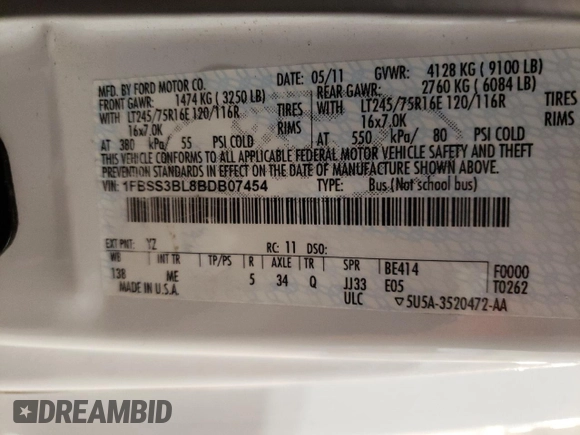 MFD. BY FORD MOTOR CO.
DATE: 05/11 GVWR: 4128 KG ( 9100 LB)
FRONT GAWR: 1474 KG ( 3250 LB) REAR GAWR: 2760 KG ( 6084 LB)
WITH LT245/75R16E 120/116R TIRES WITH LT245/75R16E 120/116R TIRES
16x7.0K RIMS 16x7.0K RIMS
AT 380 kPa/ 55 PSI COLD AT 550 kPa/ 80 PSI COLD
THIS VEHICLE CONFORMS TO ALL APPLICABLE FEDERAL MOTOR VEHICLE SAFETY AND THEFT
PREVENTION STANDARDS IN EFFECT ON THE DATE OF MANUFACTURE SHOWN ABOVE.
VIN: 1FBSS3BL8BDB07454 TYPE: Bus(Not school bus)
EXT PNT: YZ RC: 11 DSO:
WB INT TR TP/PS R AXLE TR SPR BE414 F0000
138 ME 5 34 Q JJ33 E05 T0262
MADE IN U.S.A. ULC ▽5U5A-3520472-AA
DREAMBID